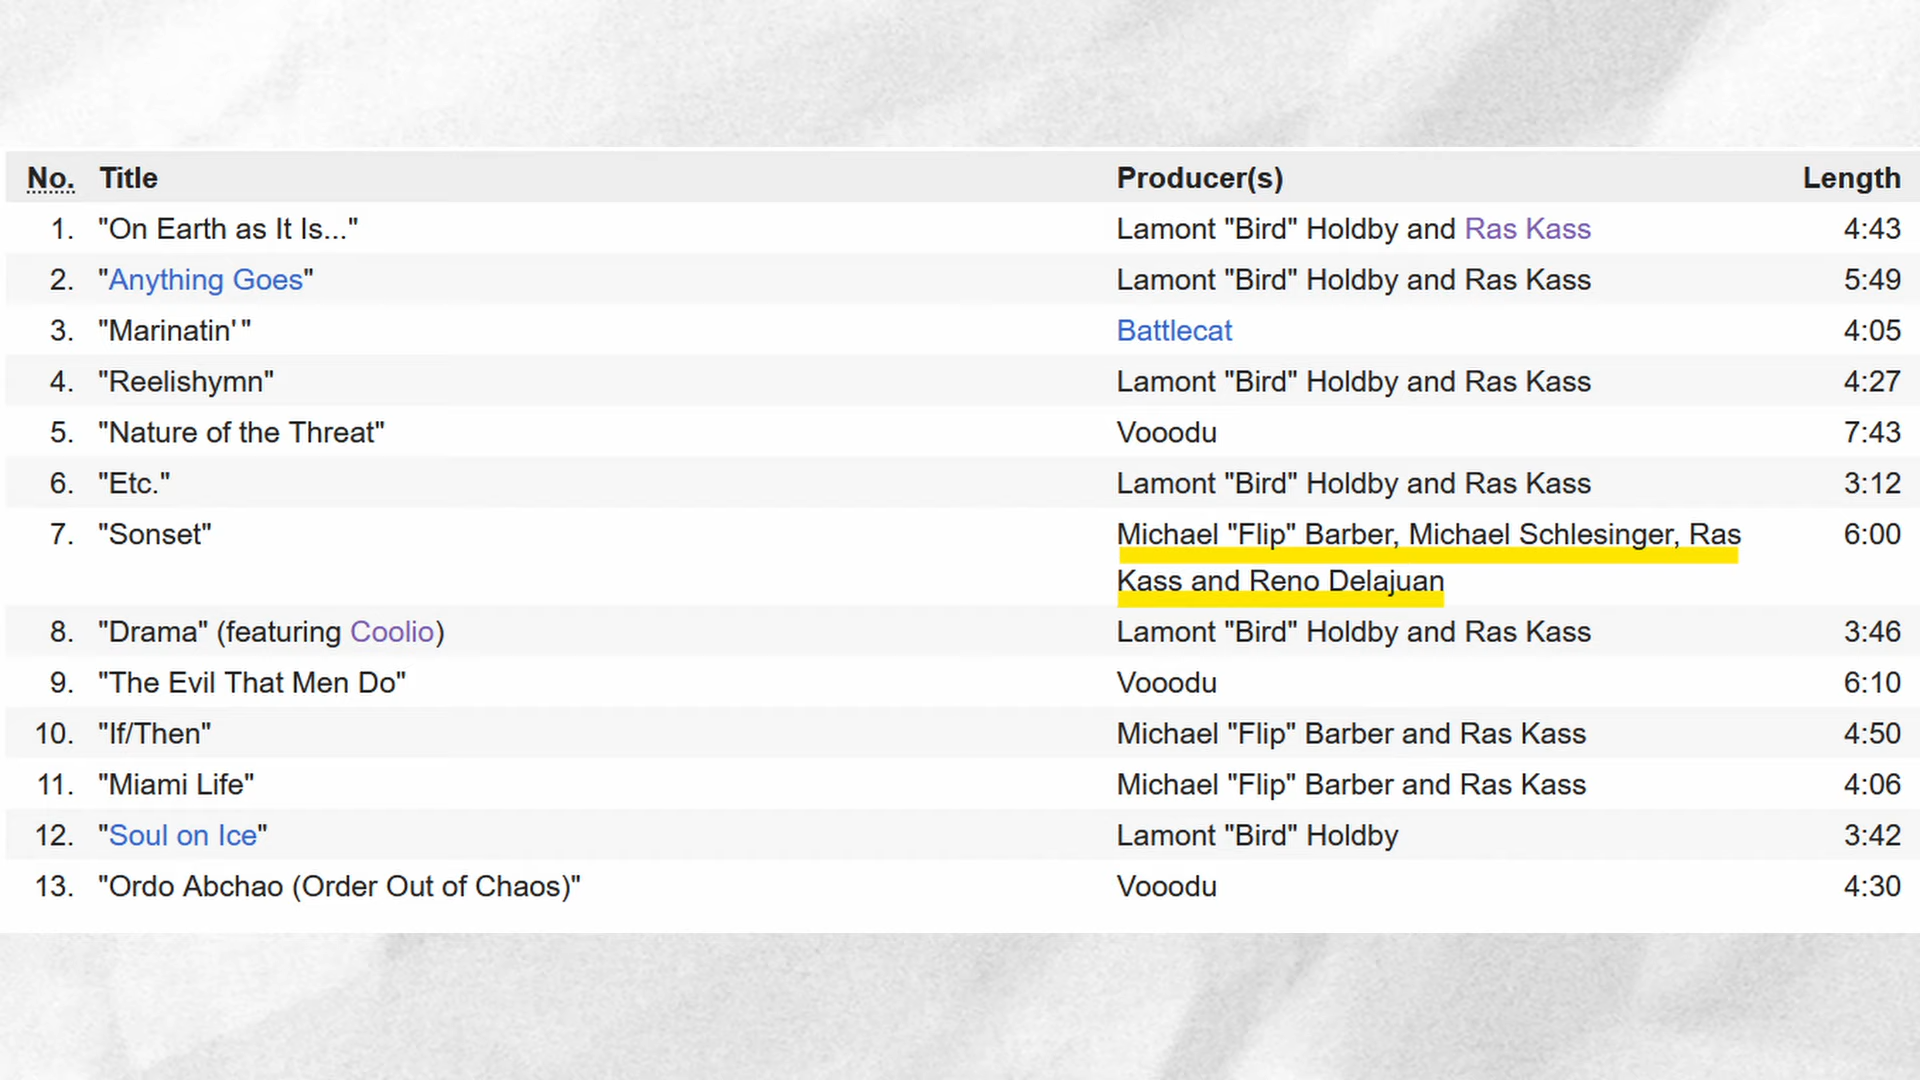 No. Title Producer(s) Length
1. "On Earth as It Is..." Lamont "Bird" Holdby and Ras Kass 4:43
2. "Anything Goes" Lamont "Bird" Holdby and Ras Kass 5:49
3. "Marinatin' " Battlecat 4:05
4. "Reelishymn" Lamont "Bird" Holdby and Ras Kass 4:27
5. "Nature of the Threat" Vooodu 7:43
6. "Etc." Lamont "Bird" Holdby and Ras Kass 3:12
7. "Sonset" Michael "Flip" Barber, Michael Schlesinger, Ras 6:00
Kass and Reno Delajuan
8. "Drama" (featuring Coolio) Lamont "Bird" Holdby and Ras Kass 3:46
9. "The Evil That Men Do" Vooodu 6:10
10. "If/Then" Michael "Flip" Barber and Ras Kass 4:50
11. "Miami Life" Michael "Flip" Barber and Ras Kass 4:06
12. "Soul on Ice" Lamont "Bird" Holdby 3:42
13. "Ordo Abchao (Order Out of Chaos)" Vooodu 4:30